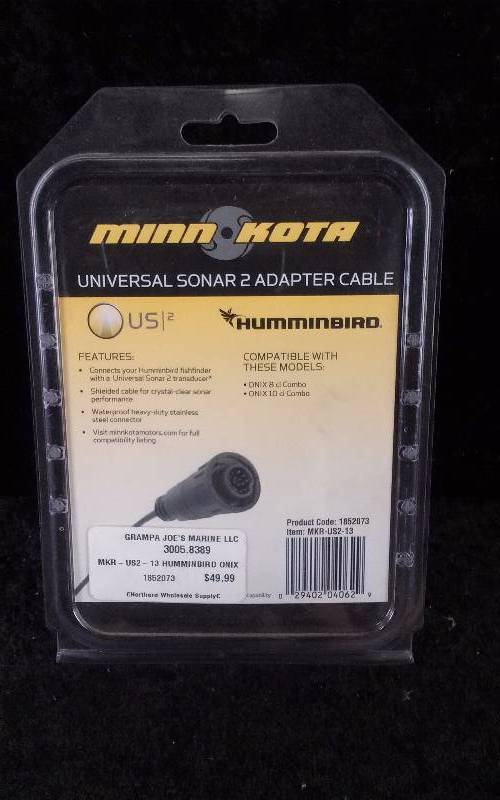 MINN KOTA
UNIVERSAL SONAR 2 ADAPTER CABLE
US|2
HUMMINBIRD.
FEATURES:
• Connects your Humminbird fishfinder
with a Universal Sonar 2 transducer*
• Shielded cable for crystal-clear sonar
performance
• Waterproof heavy-duty stainless
steel connector
• Visit minnkotamotors.com for full
compatibility listing
COMPATIBLE WITH
THESE MODELS:
• ONIX 8 ci Combo
• ONIX 10 ci Combo
Product Code: 1852073
Item: MKR-US2-13
GRAMPA JOE'S MARINE LLC
3005.8389
MKR - US2 - 13 HUMMINBIRD ONIX
1852073 $49.99
£Northern Wholesale Supply£
capability
0 29402 04062 9